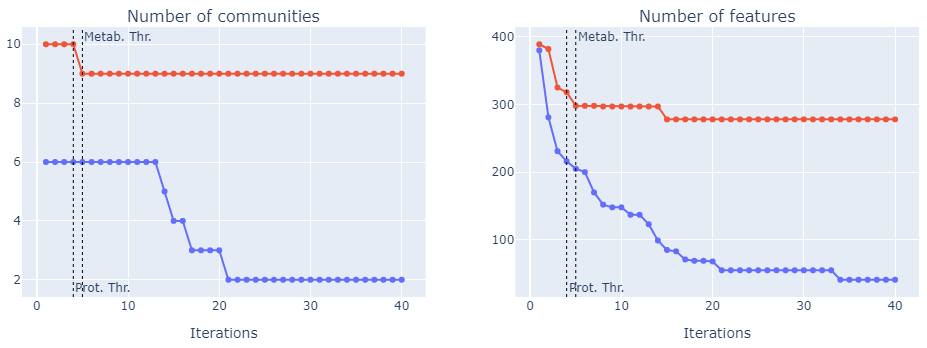 Number of communities
Metab. Thr.
10
8
6
4
2
Prot. Thr.
0
10
20
30
40
Iterations
Number of features
Metab. Thr.
400
300
200
100
Prot. Thr.
0
10
20
30
40
Iterations